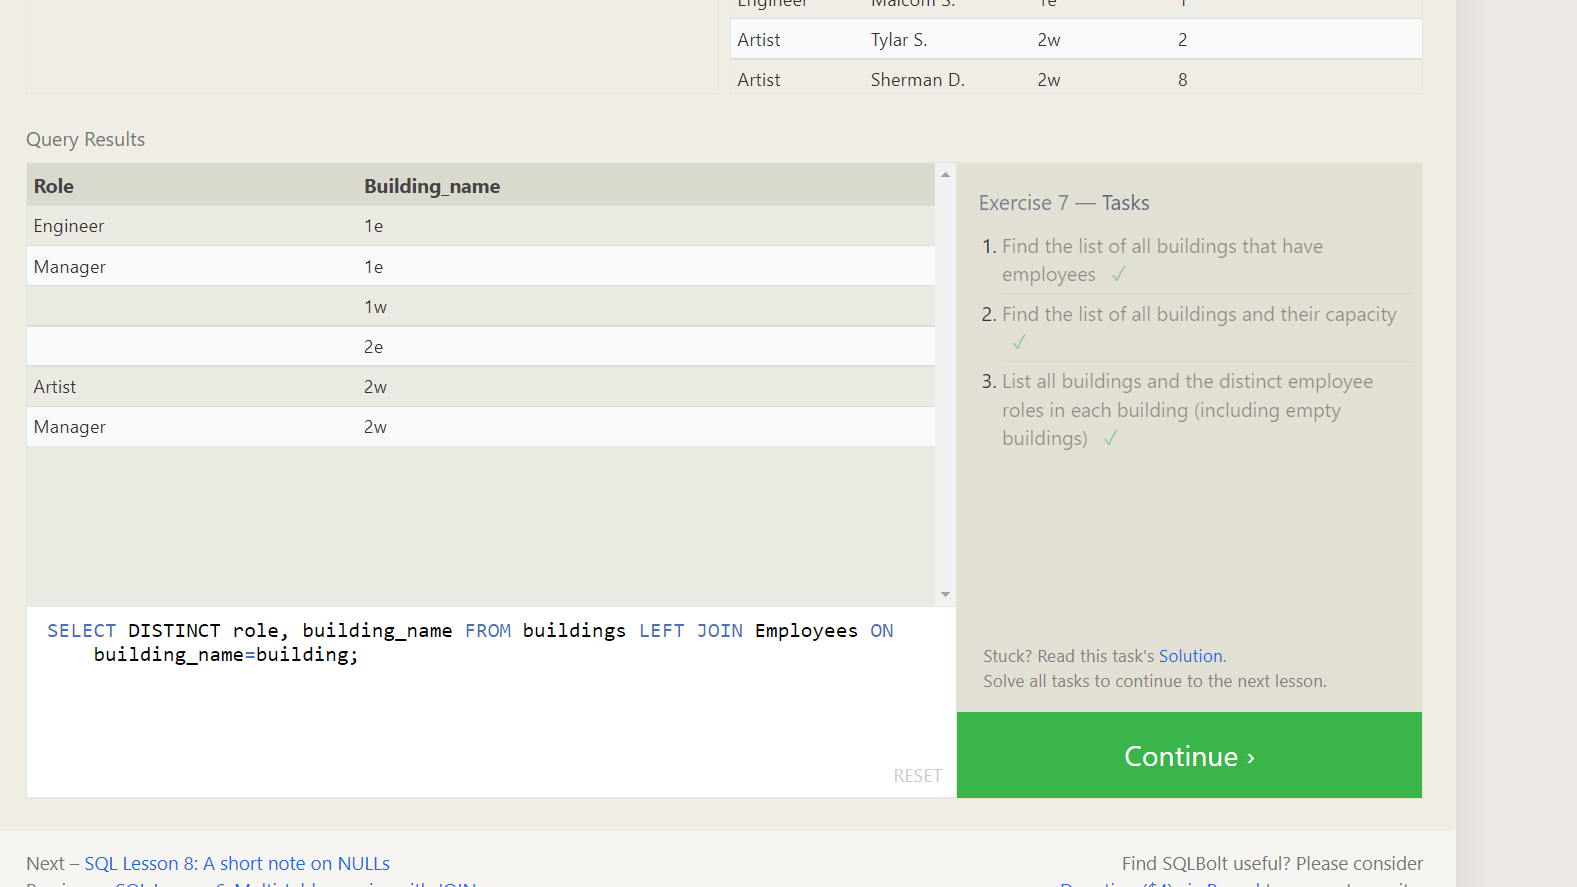 Engineer Malcom S. 1e 1
Artist Tylar S. 2w 2
Artist Sherman D. 2w 8
Query Results
Role Building_name
Engineer 1e
Manager 1e
1w
2e
Artist 2w
Manager 2w
Exercise 7 — Tasks
1. Find the list of all buildings that have
employees ✓
2. Find the list of all buildings and their capacity
✓
3. List all buildings and the distinct employee
roles in each building (including empty
buildings) ✓
SELECT DISTINCT role, building_name FROM buildings LEFT JOIN Employees ON
building_name=building;
RESET
Stuck? Read this task's Solution.
Solve all tasks to continue to the next lesson.
Continue ›
Next – SQL Lesson 8: A short note on NULLs
Find SQLBolt useful? Please consider